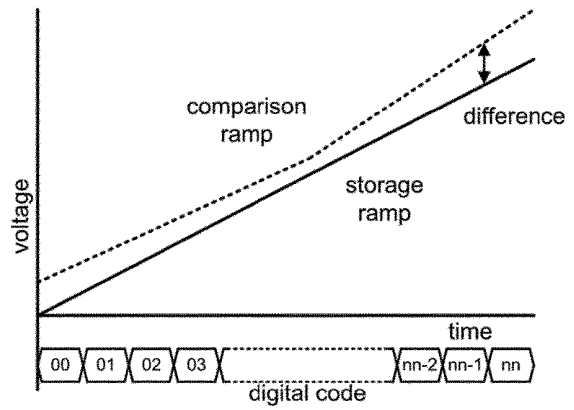 comparison
ramp
difference
storage
ramp
voltage
time
00 01 02 03 nn-2 nn-1 nn
digital code